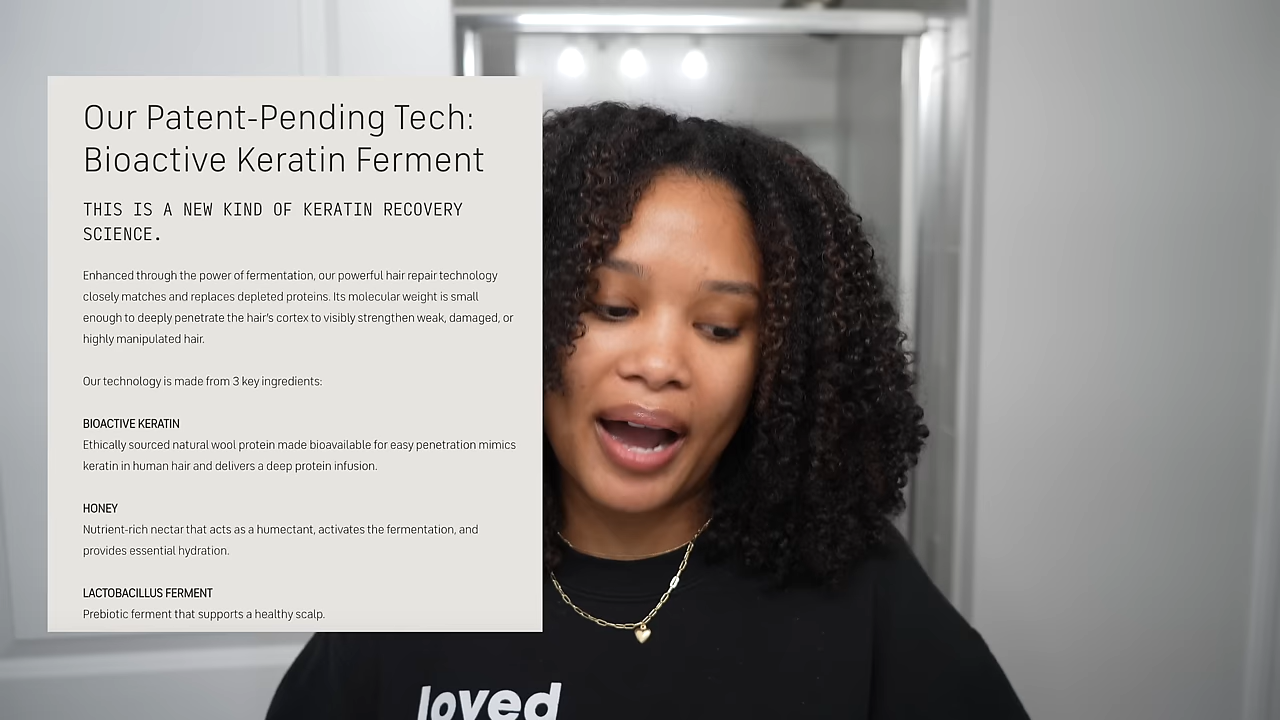 Our Patent-Pending Tech:
Bioactive Keratin Ferment
THIS IS A NEW KIND OF KERATIN RECOVERY
SCIENCE.
Enhanced through the power of fermentation, our powerful hair repair technology
closely matches and replaces depleted proteins. Its molecular weight is small
enough to deeply penetrate the hair's cortex to visibly strengthen weak, damaged, or
highly manipulated hair.
Our technology is made from 3 key ingredients:
BIOACTIVE KERATIN
Ethically sourced natural wool protein made bioavailable for easy penetration mimics
keratin in human hair and delivers a deep protein infusion.
HONEY
Nutrient-rich nectar that acts as a humectant, activates the fermentation, and
provides essential hydration.
LACTOBACILLUS FERMENT
Prebiotic ferment that supports a healthy scalp.
loved